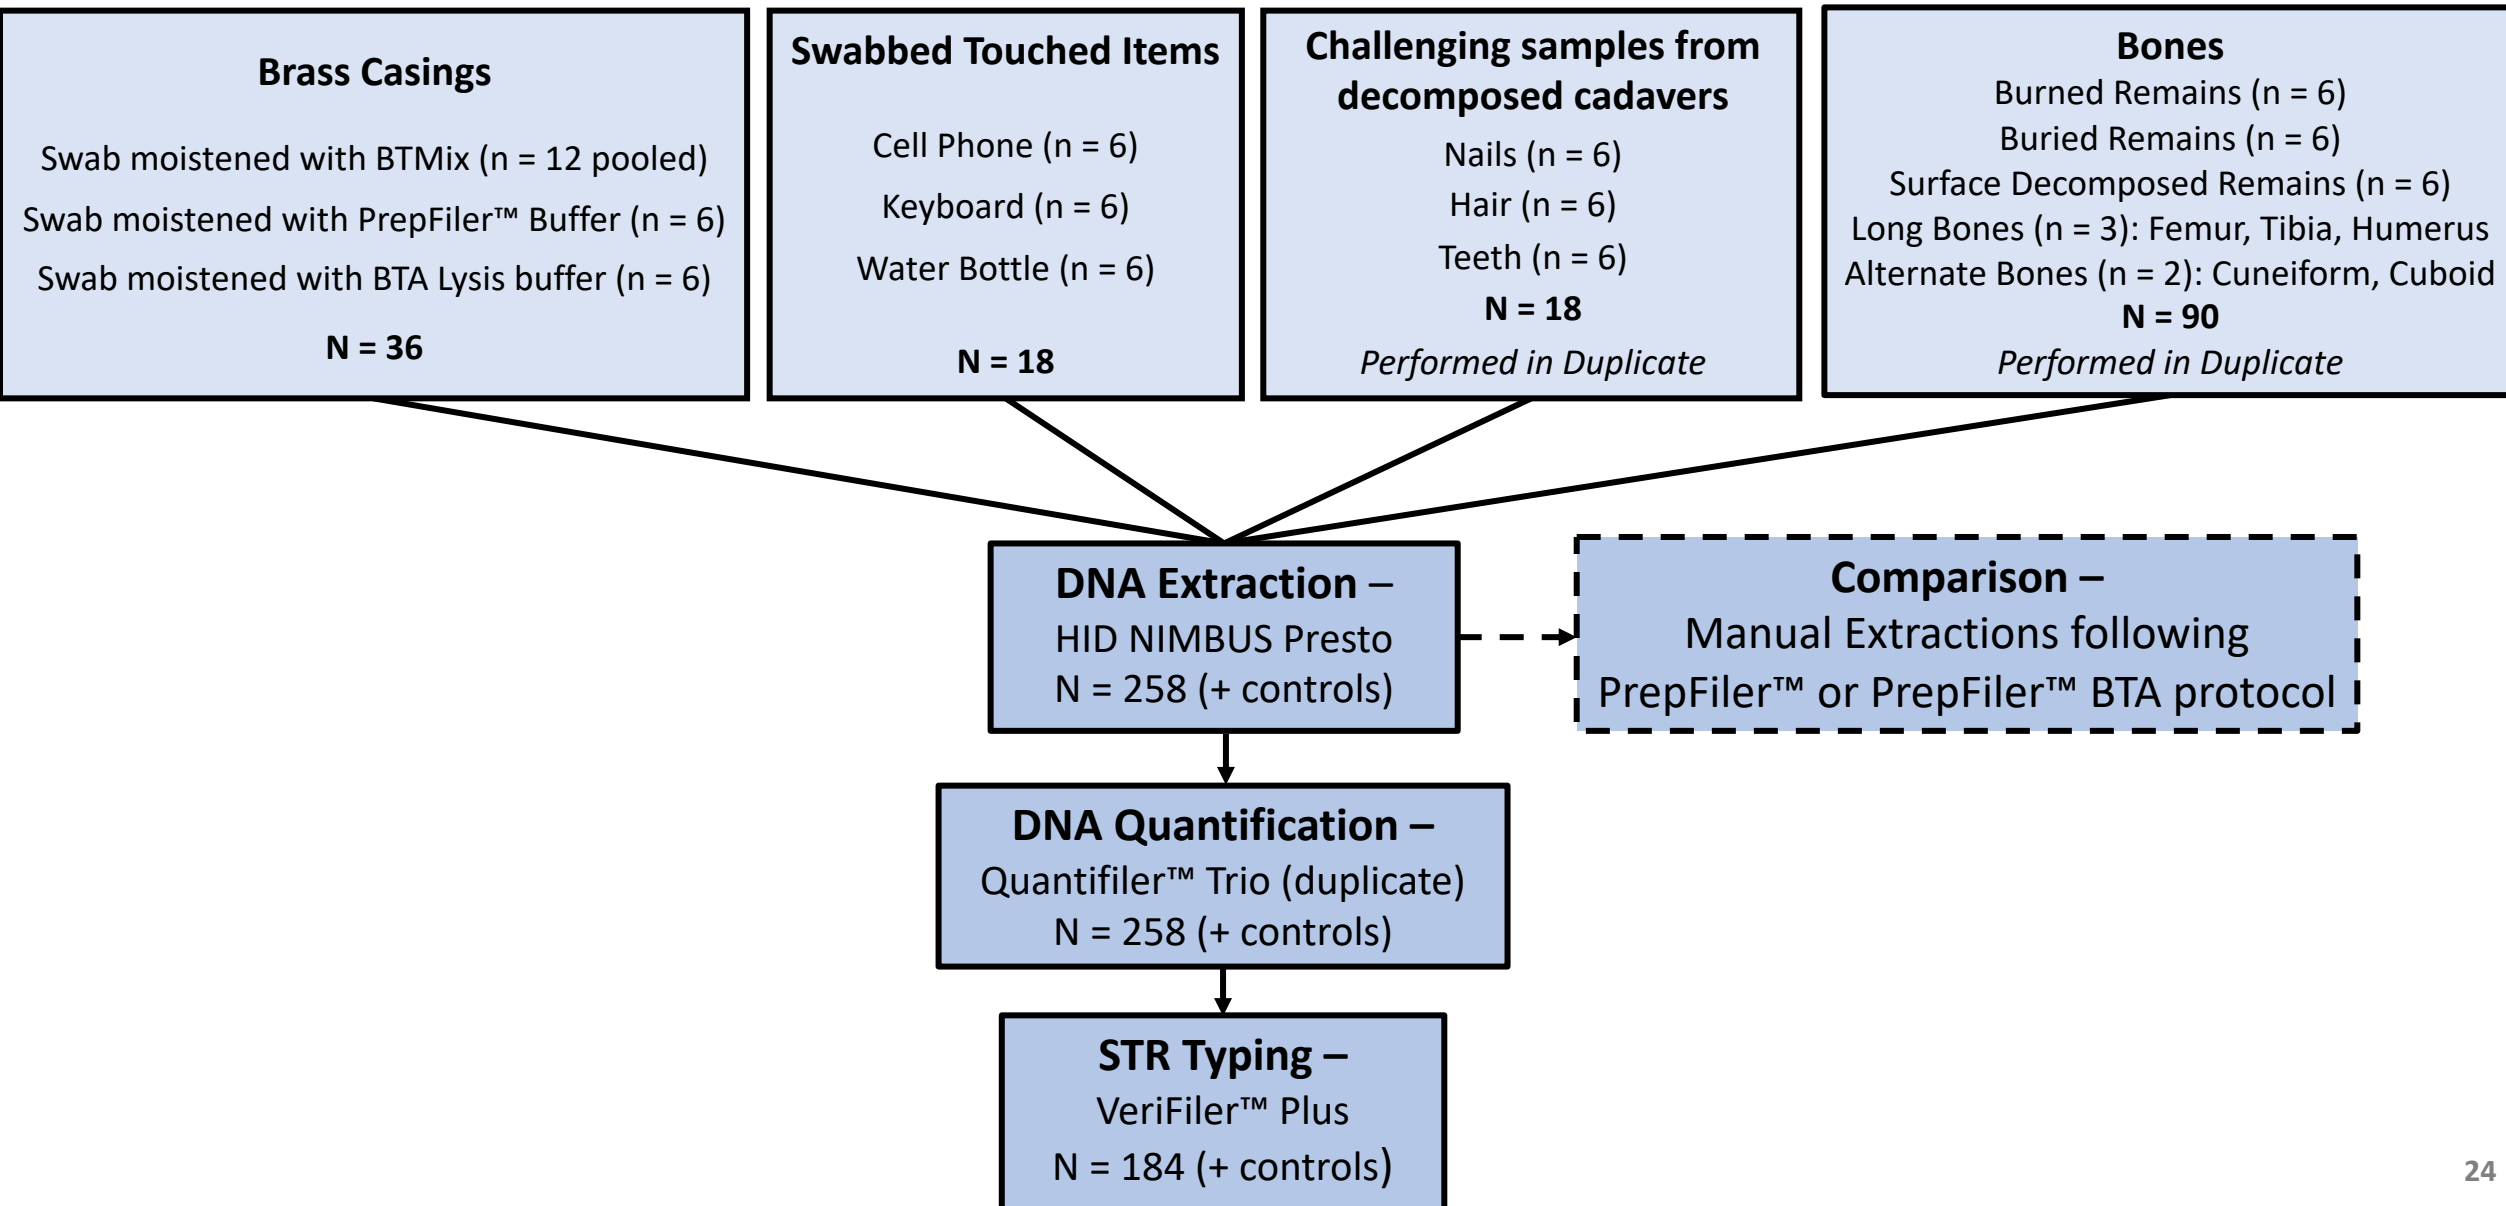 Brass Casings
Swab moistened with BTMix (n = 12 pooled)
Swab moistened with PrepFiler™ Buffer (n = 6)
Swab moistened with BTA Lysis buffer (n = 6)
N = 36
Swabbed Touched Items
Cell Phone (n = 6)
Keyboard (n = 6)
Water Bottle (n = 6)
N = 18
Challenging samples from
decomposed cadavers
Nails (n = 6)
Hair (n = 6)
Teeth (n = 6)
N = 18
Performed in Duplicate
Bones
Burned Remains (n = 6)
Buried Remains (n = 6)
Surface Decomposed Remains (n = 6)
Long Bones (n = 3): Femur, Tibia, Humerus
Alternate Bones (n = 2): Cuneiform, Cuboid
N = 90
Performed in Duplicate
DNA Extraction –
HID NIMBUS Presto
N = 258 (+ controls)
Comparison –
Manual Extractions following
PrepFiler™ or PrepFiler™ BTA protocol
DNA Quantification –
Quantifiler™ Trio (duplicate)
N = 258 (+ controls)
STR Typing –
VeriFiler™ Plus
N = 184 (+ controls)
24